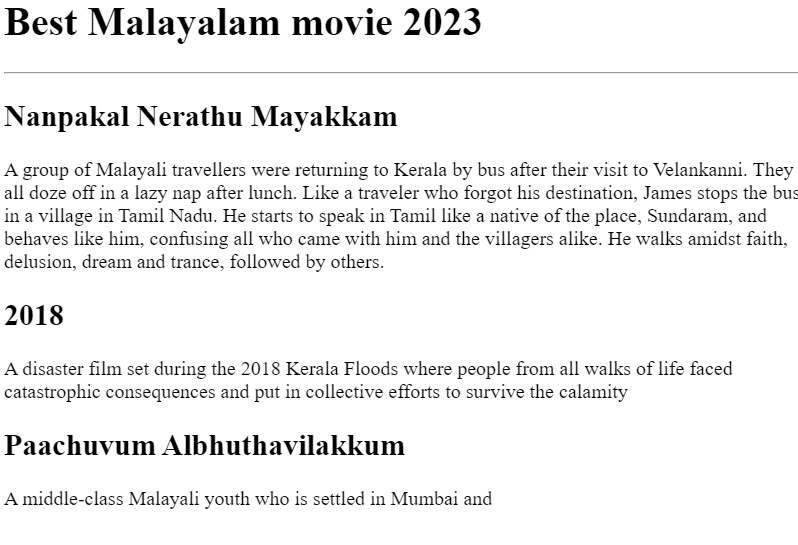 Best Malayalam movie 2023
Nanpakal Nerathu Mayakkam
A group of Malayali travellers were returning to Kerala by bus after their visit to Velankanni. They
all doze off in a lazy nap after lunch. Like a traveler who forgot his destination, James stops the bus
in a village in Tamil Nadu. He starts to speak in Tamil like a native of the place, Sundaram, and
behaves like him, confusing all who came with him and the villagers alike. He walks amidst faith,
delusion, dream and trance, followed by others.
2018
A disaster film set during the 2018 Kerala Floods where people from all walks of life faced
catastrophic consequences and put in collective efforts to survive the calamity
Paachuvum Albhuthavilakkum
A middle-class Malayali youth who is settled in Mumbai and